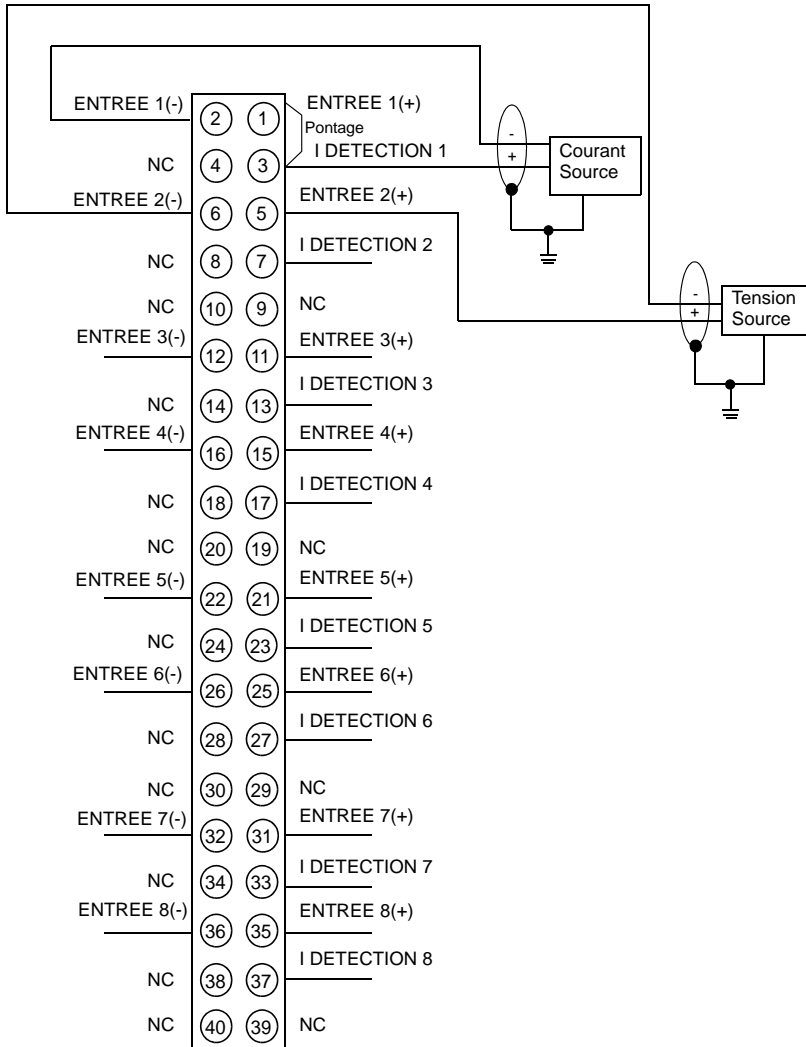 ENTREE 1(-) 2 1 ENTREE 1(+)
Pontage
NC 4 3 I DETECTION 1
- 
+
Courant
Source
ENTREE 2(-) 6 5 ENTREE 2(+)
NC 8 7 I DETECTION 2
NC 10 9 NC
-
+
Tension
Source
ENTREE 3(-) 12 11 ENTREE 3(+)
NC 14 13 I DETECTION 3
ENTREE 4(-) 16 15 ENTREE 4(+)
NC 18 17 I DETECTION 4
NC 20 19 NC
ENTREE 5(-) 22 21 ENTREE 5(+)
NC 24 23 I DETECTION 5
ENTREE 6(-) 26 25 ENTREE 6(+)
NC 28 27 I DETECTION 6
NC 30 29 NC
ENTREE 7(-) 32 31 ENTREE 7(+)
NC 34 33 I DETECTION 7
ENTREE 8(-) 36 35 ENTREE 8(+)
NC 38 37 I DETECTION 8
NC 40 39 NC